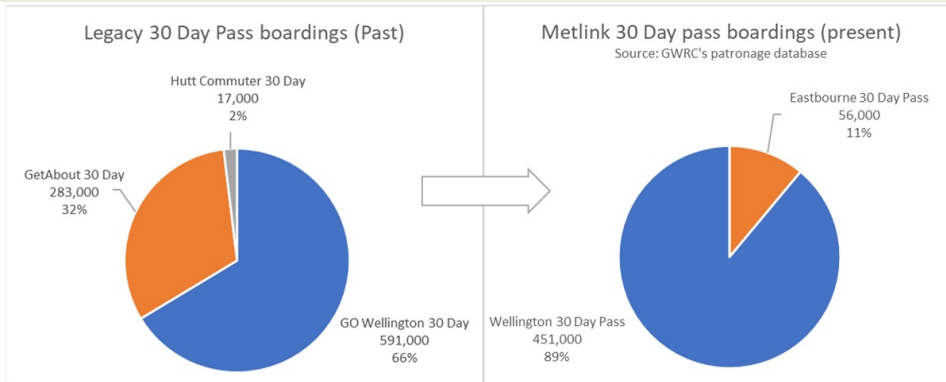 Legacy 30 Day Pass boardings (Past)
Hutt Commuter 30 Day
17,000
2%
GetAbout 30 Day
283,000
32%
GO Wellington 30 Day
591,000
66%
Metlink 30 Day pass boardings (present)
Source: GWRC's patronage database
Eastbourne 30 Day Pass
56,000
11%
Wellington 30 Day Pass
451,000
89%